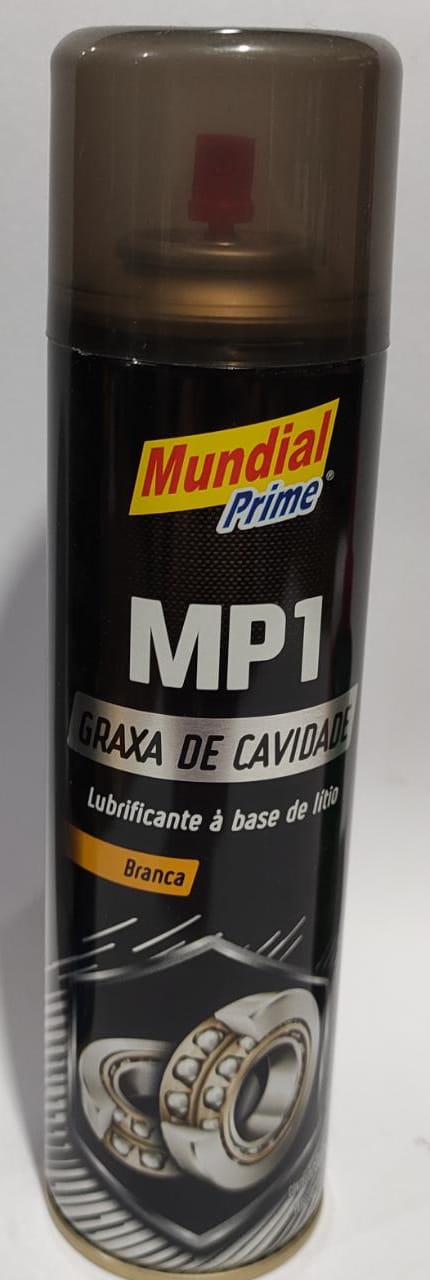 Mundial
Prime®
MP1
GRAXA DE CAVIDADE
Lubrificante à base de lítio
Branca